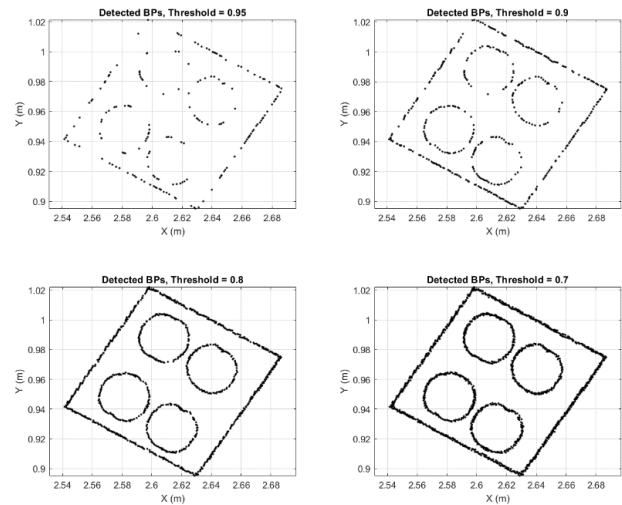 Detected BPs, Threshold = 0.95
1.02
1
0.98
0.96
0.94
0.92
0.9
Y (m)
2.54 2.56 2.58 2.6 2.62 2.64 2.66 2.68
X (m)
Detected BPs, Threshold = 0.9
1.02
1
0.98
0.96
0.94
0.92
0.9
Y (m)
2.54 2.56 2.58 2.6 2.62 2.64 2.66 2.68
X (m)
Detected BPs, Threshold = 0.8
1.02
1
0.98
0.96
0.94
0.92
0.9
Y (m)
2.54 2.56 2.58 2.6 2.62 2.64 2.66 2.68
X (m)
Detected BPs, Threshold = 0.7
1.02
1
0.98
0.96
0.94
0.92
0.9
Y (m)
2.54 2.56 2.58 2.6 2.62 2.64 2.66 2.68
X (m)